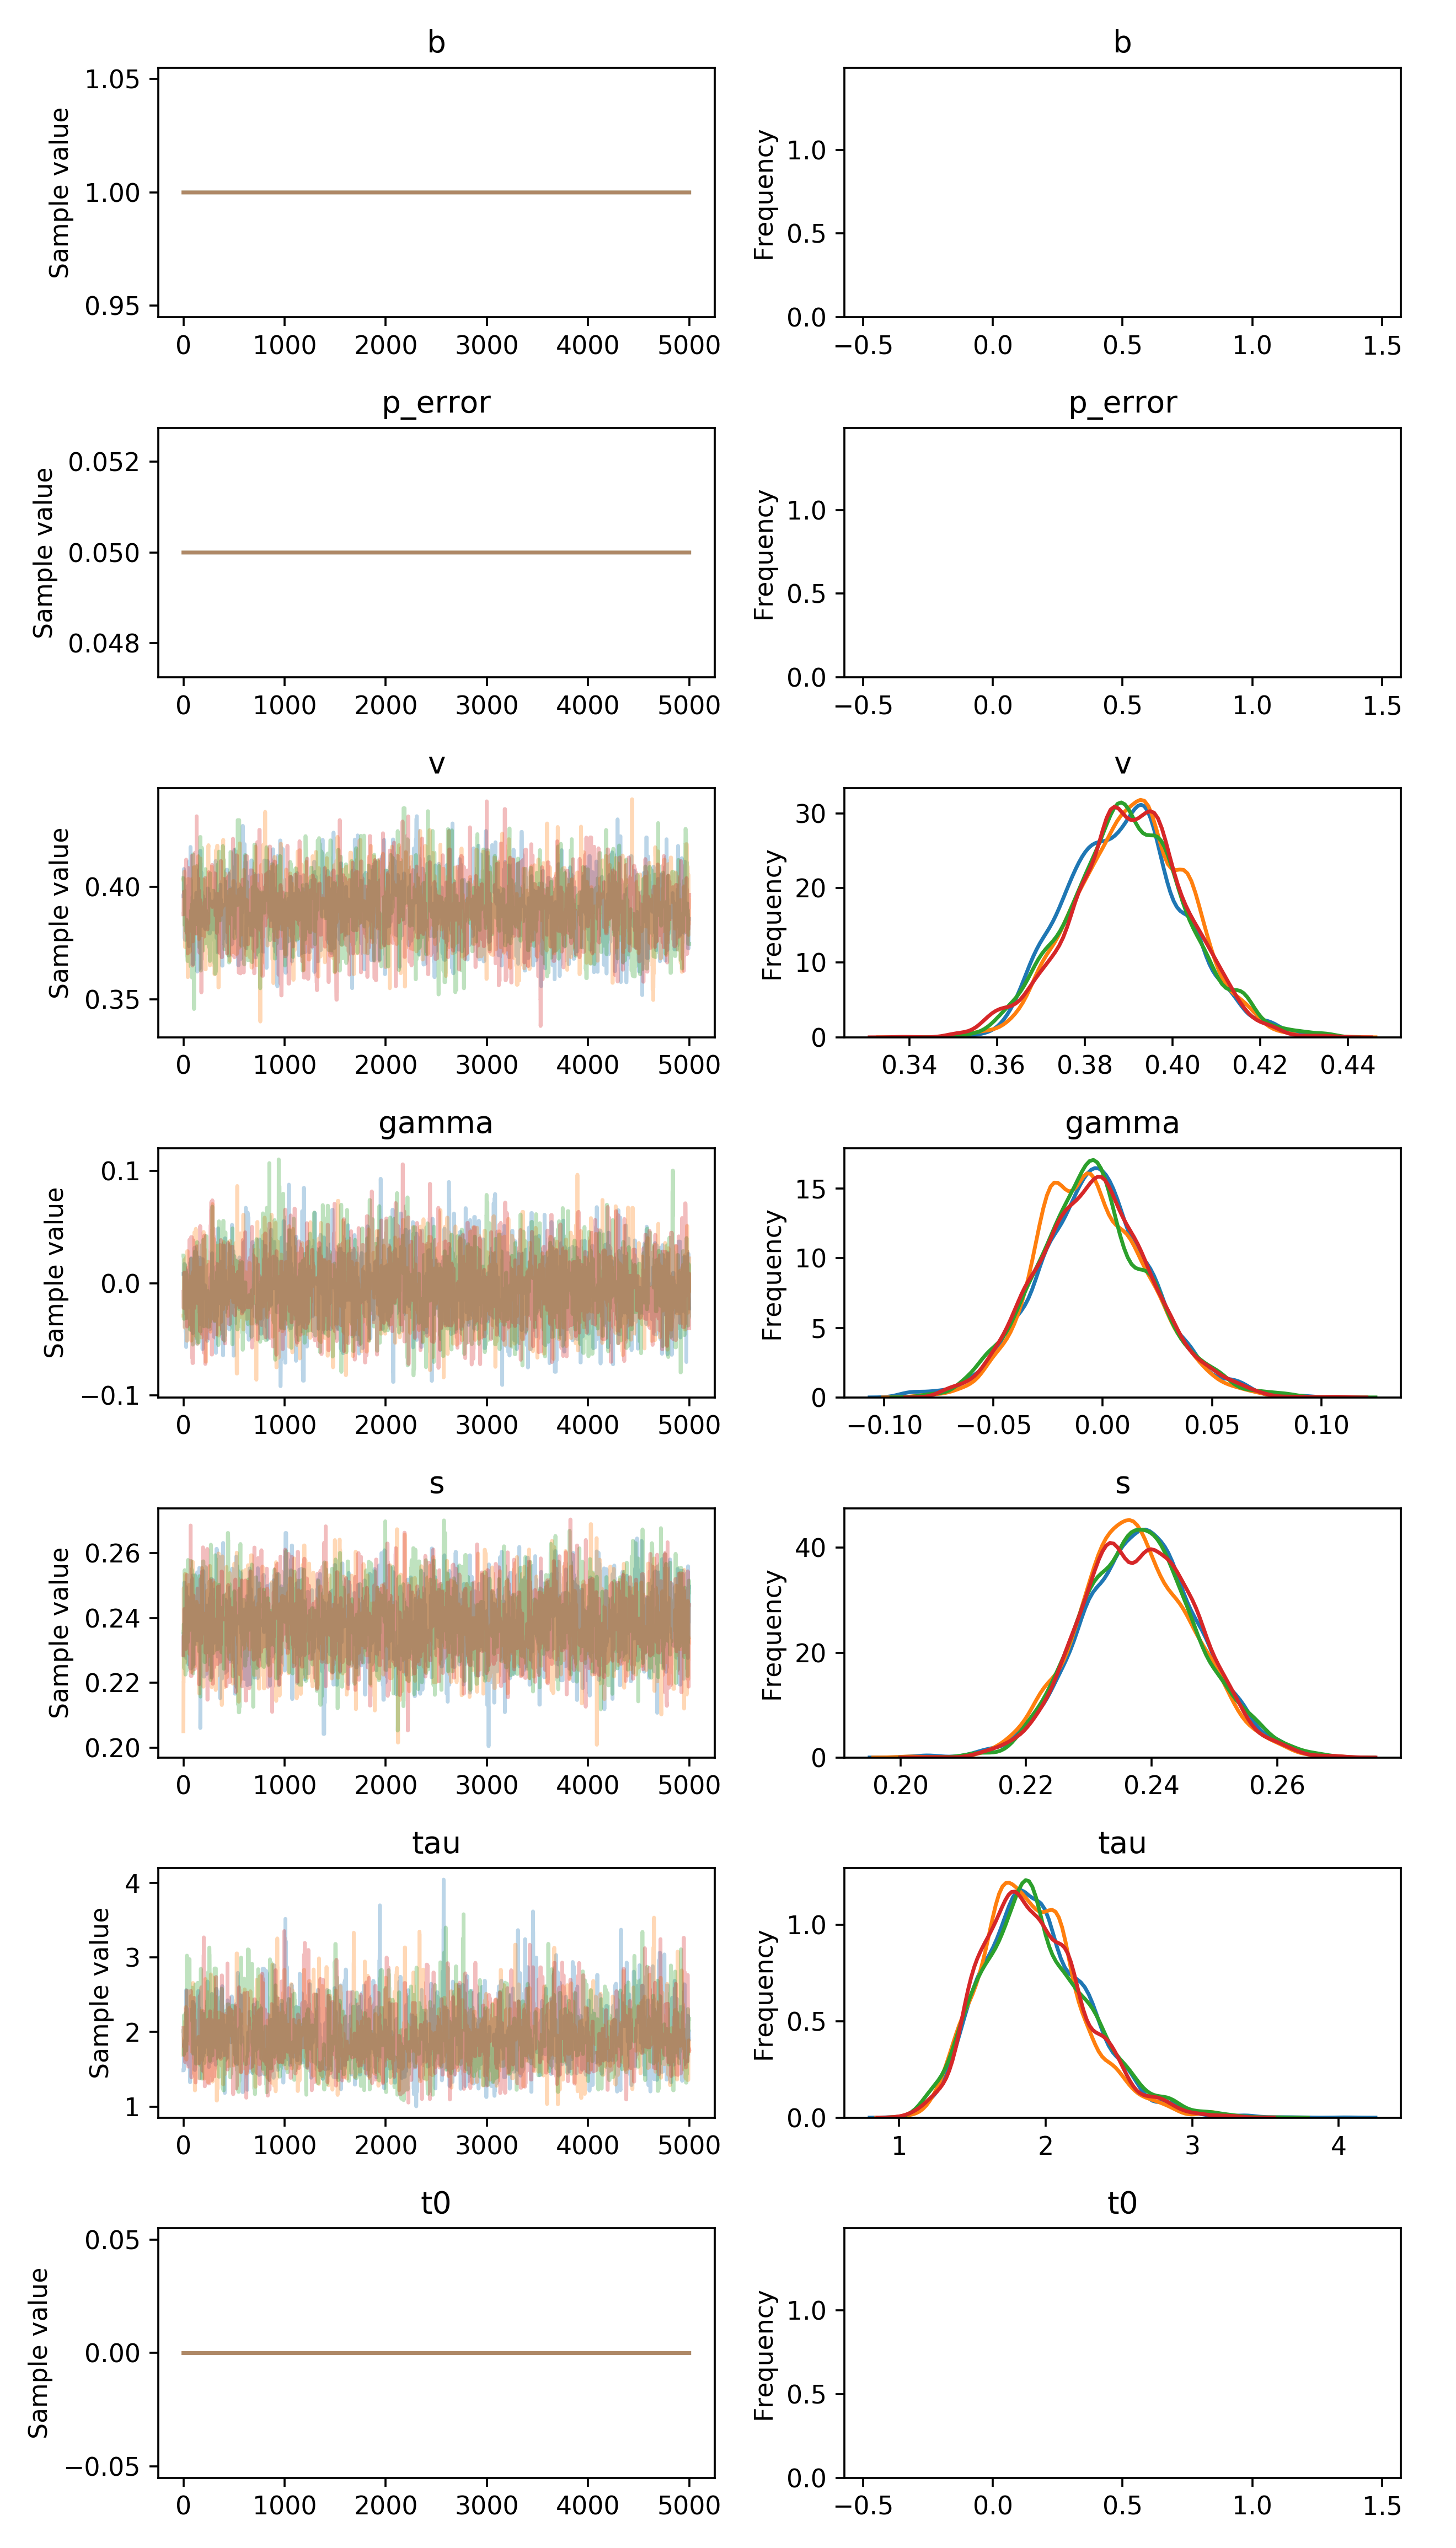 b
b
1.05
1.00
0.95
Sample value
0 1000 2000 3000 4000 5000
1.0
0.5
0.0
Frequency
−0.5 0.0 0.5 1.0 1.5
p_error
p_error
0.052
0.050
0.048
Sample value
0 1000 2000 3000 4000 5000
1.0
0.5
0.0
Frequency
−0.5 0.0 0.5 1.0 1.5
v
v
0.40
0.35
Sample value
0 1000 2000 3000 4000 5000
30
20
10
0
Frequency
0.34 0.36 0.38 0.40 0.42 0.44
gamma
gamma
0.1
0.0
−0.1
Sample value
0 1000 2000 3000 4000 5000
15
10
5
0
Frequency
−0.10 −0.05 0.00 0.05 0.10
s
s
0.26
0.24
0.22
0.20
Sample value
0 1000 2000 3000 4000 5000
40
20
0
Frequency
0.20 0.22 0.24 0.26
tau
tau
4
3
2
1
Sample value
0 1000 2000 3000 4000 5000
1.0
0.5
0.0
Frequency
1 2 3 4
t0
t0
0.05
0.00
−0.05
Sample value
0 1000 2000 3000 4000 5000
1.0
0.5
0.0
Frequency
−0.5 0.0 0.5 1.0 1.5